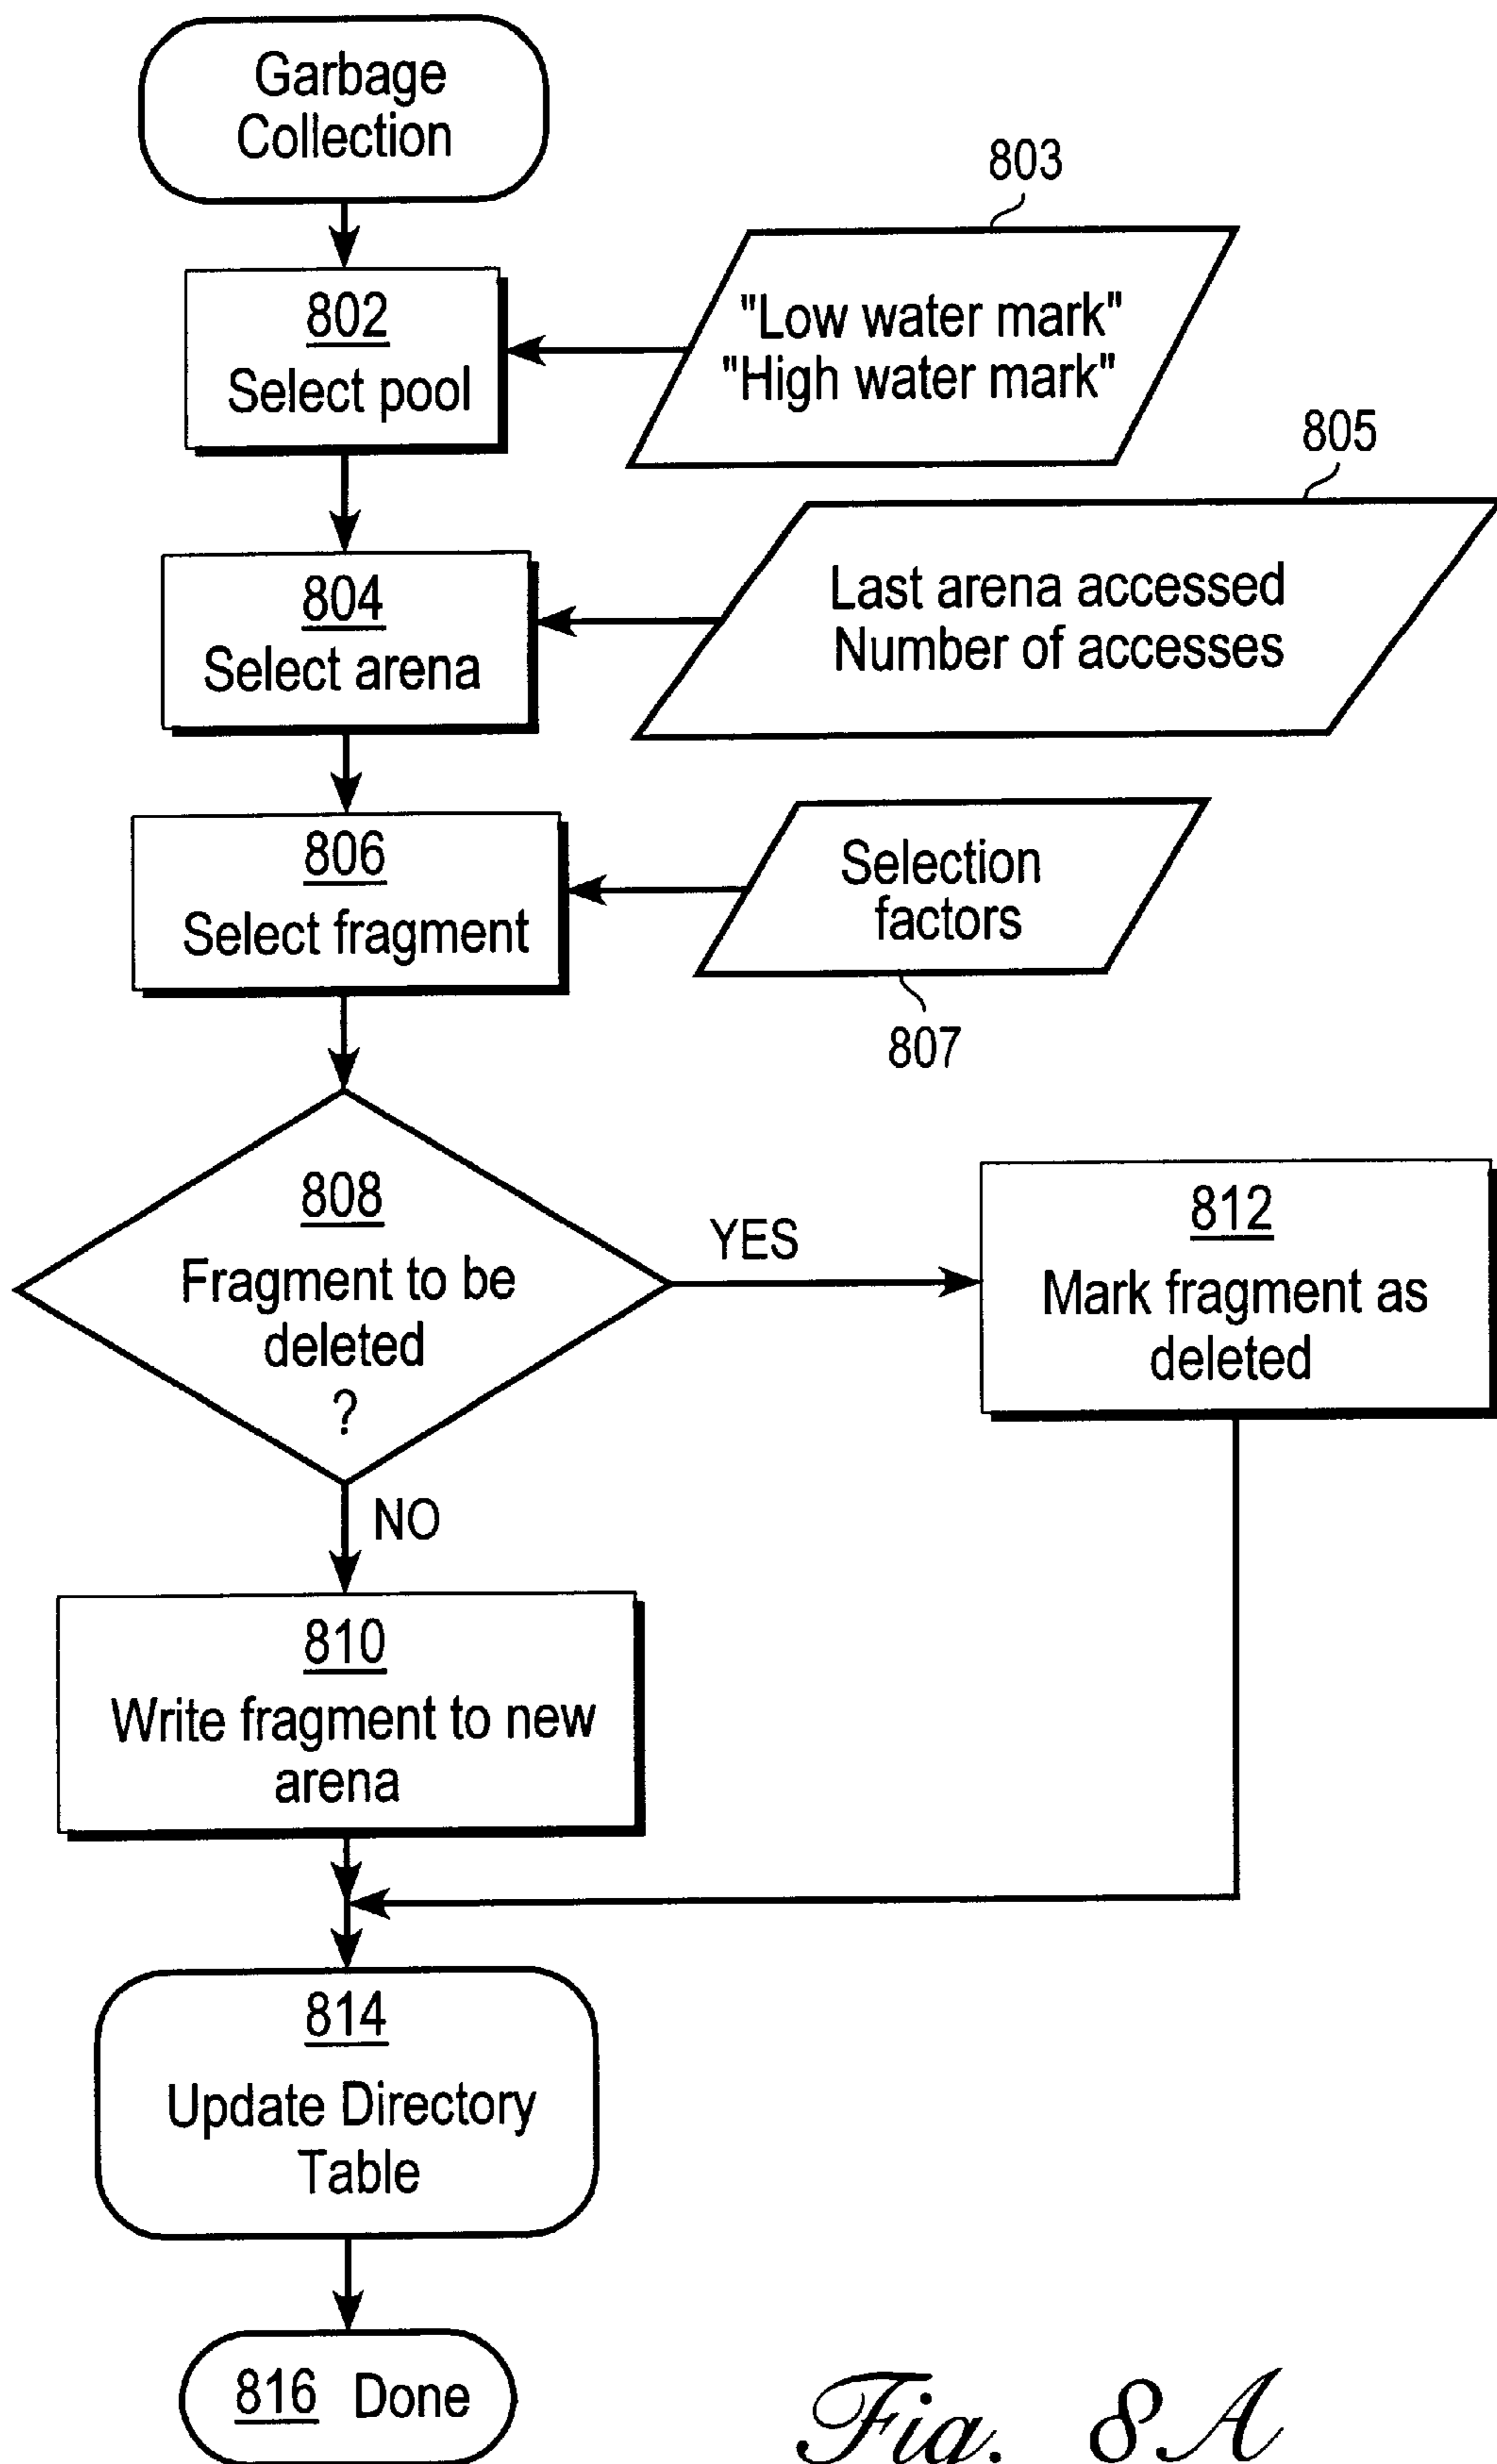 Garbage
Collection
803
802
Select pool
"Low water mark"
"High water mark"
805
804
Select arena
Last arena accessed
Number of accesses
806
Select fragment
Selection
factors
807
808
Fragment to be
deleted
?
YES
812
Mark fragment as
deleted
NO
810
Write fragment to new
arena
814
Update Directory
Table
816 Done
Fig. 8A